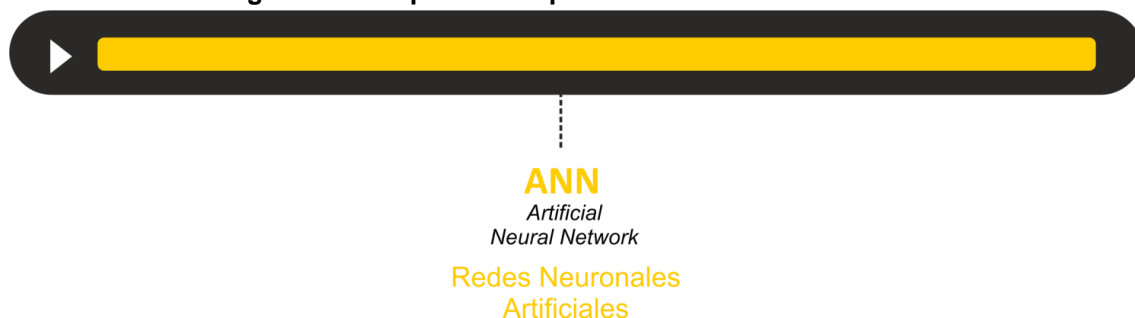 ANN
Artificial
Neural Network
Redes Neuronales
Artificiales